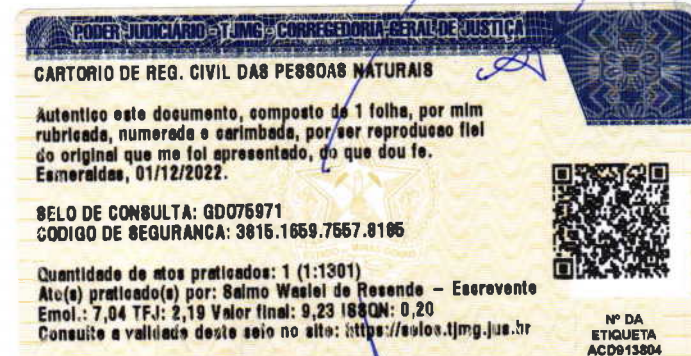 PODER JUDICIÁRIO - TJMG - CORREGEDORIA-GERAL DE JUSTIÇA
CARTORIO DE REG. CIVIL DAS PESSOAS NATURAIS
Autentico este documento, composto de 1 folha, por mim
rubricada, numerada e carimbada, por ser reproducao fiel
do original que me foi apresentado, do que dou fe.
Esmeraldas, 01/12/2022.
SELO DE CONSULTA: GDO75971
CODIGO DE SEGURANCA: 3815.1659.7557.8185
Quantidade de atos praticados: 1 (1:1301)
Ato(s) praticado(s) por: Salmo Wasiel de Resende - Escrevente
Emol.: 7,04 TFJ: 2,19 Valor final: 9,23 ISSQN: 0,20
Consulte a validade deste selo no site: https://selos.tjmg.jus.br
Nº DA
ETIQUETA
ACD913804